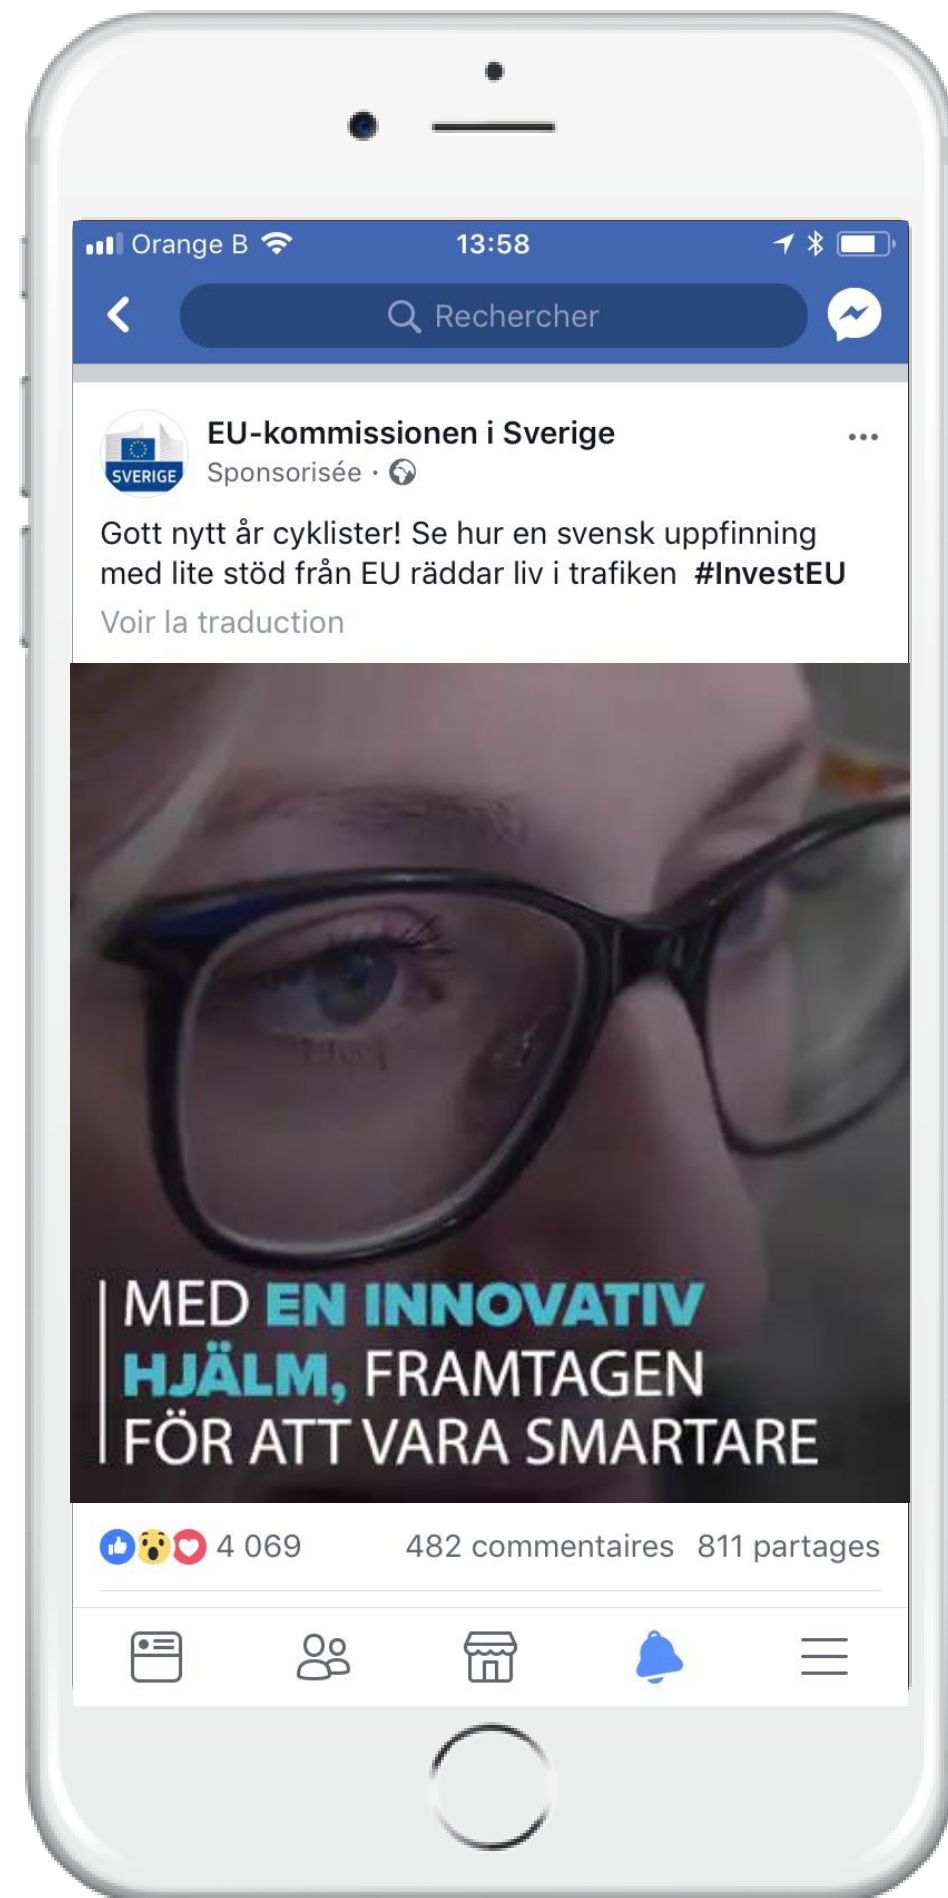 Orange B 13:58
Rechercher
EU-kommissionen i Sverige
SVERIGE
Sponsorisée ·
Gott nytt år cyklister! Se hur en svensk uppfinning
med lite stöd från EU räddar liv i trafiken #InvestEU
Voir la traduction
MED EN INNOVATIV
HJÄLM, FRAMTAGEN
FÖR ATT VARA SMARTARE
4 069 482 commentaires 811 partages